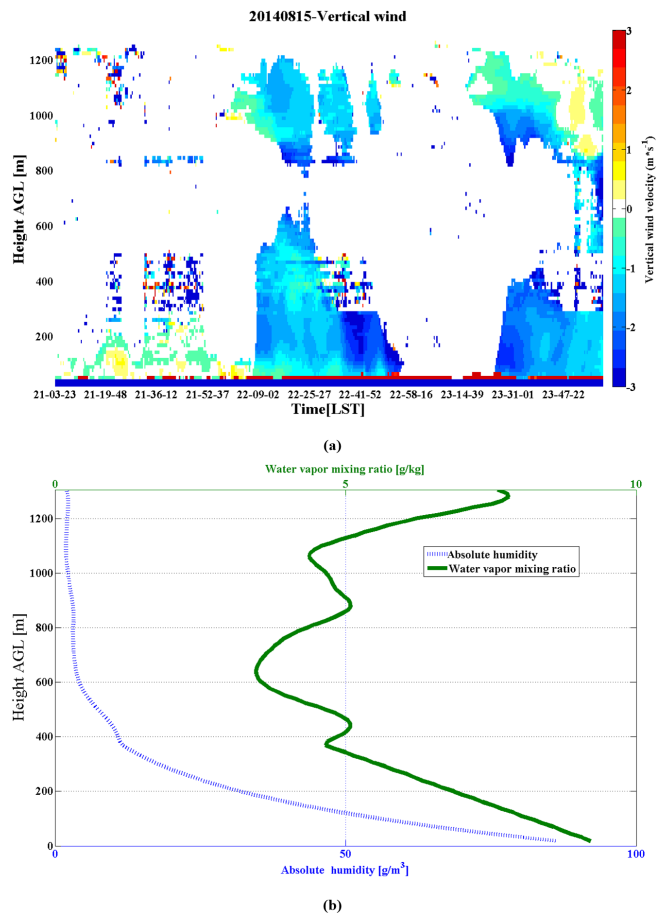 20140815-Vertical wind
3
1200
1000
2
800
1
600
0
400
-1
200
-2
-3
Height AGL [m]
Vertical wind velocity (m*s⁻¹)
21-03-23 21-19-48 21-36-12 21-52-37 22-09-02 22-25-27 22-41-52 22-58-16 23-14-39 23-31-01 23-47-22
Time[LST]
(a)
Water vapor mixing ratio [g/kg]
0 5 10
1200
1000
800
600
400
200
0
Height AGL [m]
Absolute humidity
Water vapor mixing ratio
0 50 100
Absolute humidity [g/m³]
(b)